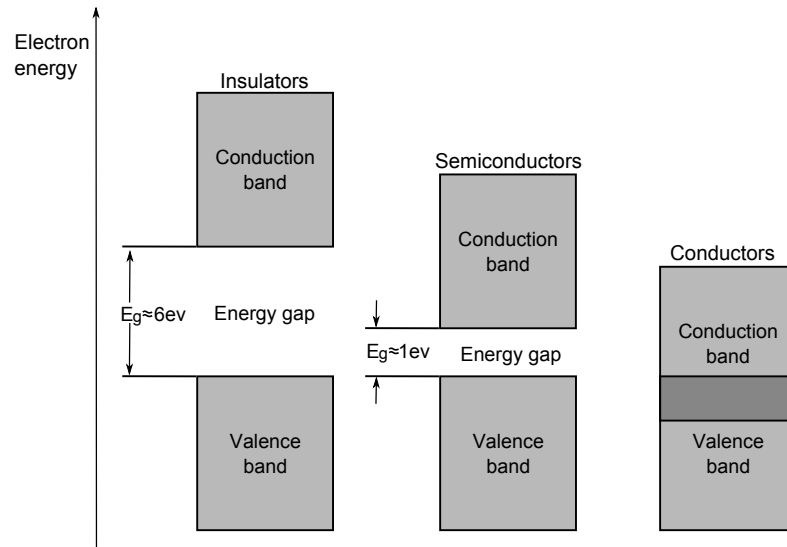 Electron
energy
Insulators
Conduction
band
E₉≈6ev
Energy gap
Valence
band
Semiconductors
Conduction
band
Eg≈1ev
Energy gap
Valence
band
Conductors
Conduction
band
Valence
band